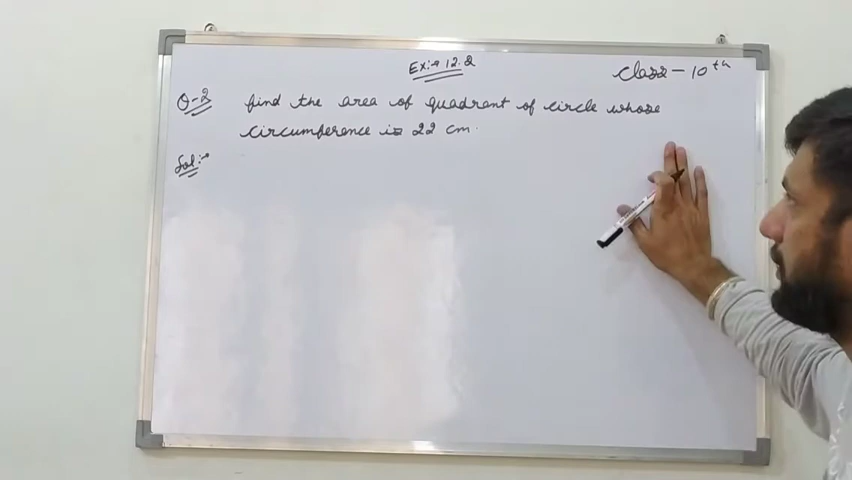 Ex:- 12.2
Class - 10th
Q-2 find the area of quadrant of circle whose
circumference is 22 cm.
Sol:-